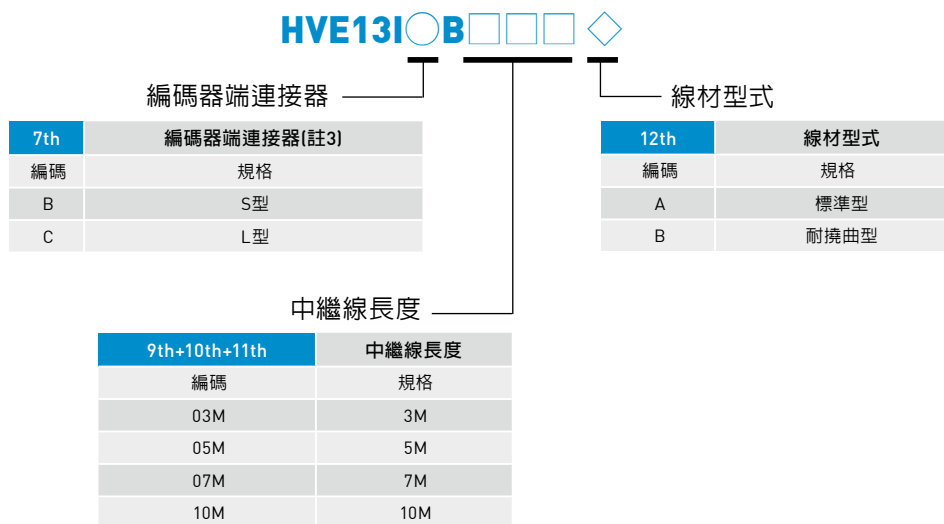 HVE13I○B□□□◇
編碼器端連接器
線材型式
7th 編碼器端連接器(註3)
編碼 規格
B S型
C L型
12th 線材型式
編碼 規格
A 標準型
B 耐撓曲型
中繼線長度
9th+10th+11th 中繼線長度
編碼 規格
03M 3M
05M 5M
07M 7M
10M 10M